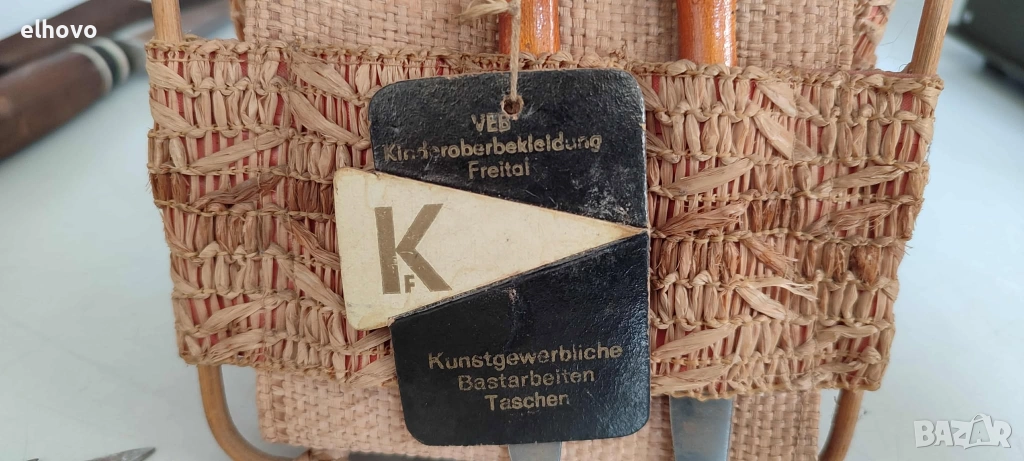 elhovo
VEB
Kinderoberbekleidung
Freital
K
F
Kunstgewerbliche
Bastarbeiten
Taschen
BAZAR